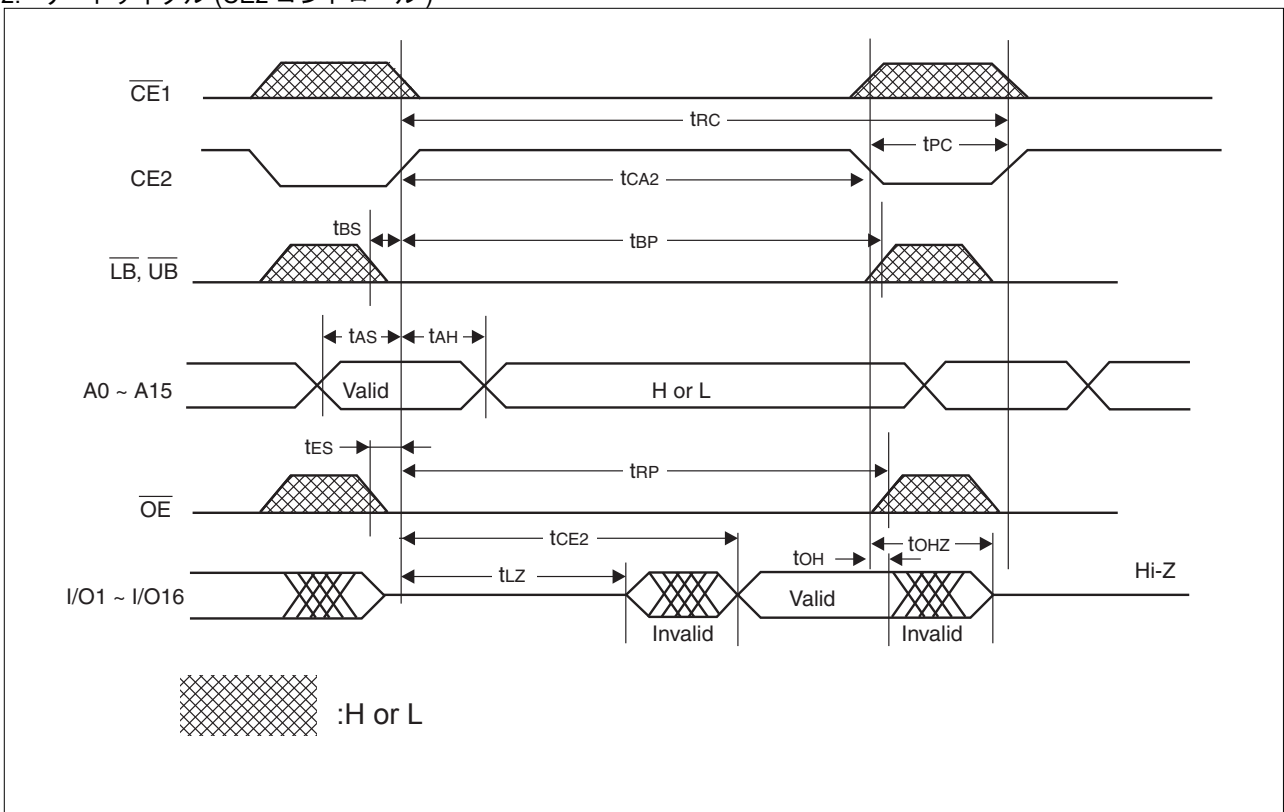 CE1
tRC
tPC
CE2
tCA2
tBS
tBP
LB, UB
tAS
tAH
A0 ~ A15
Valid
H or L
tES
tRP
OE
tCE2
tOH
tOHZ
tLZ
Hi-Z
I/O1 ~ I/O16
Valid
Invalid
Invalid
:H or L